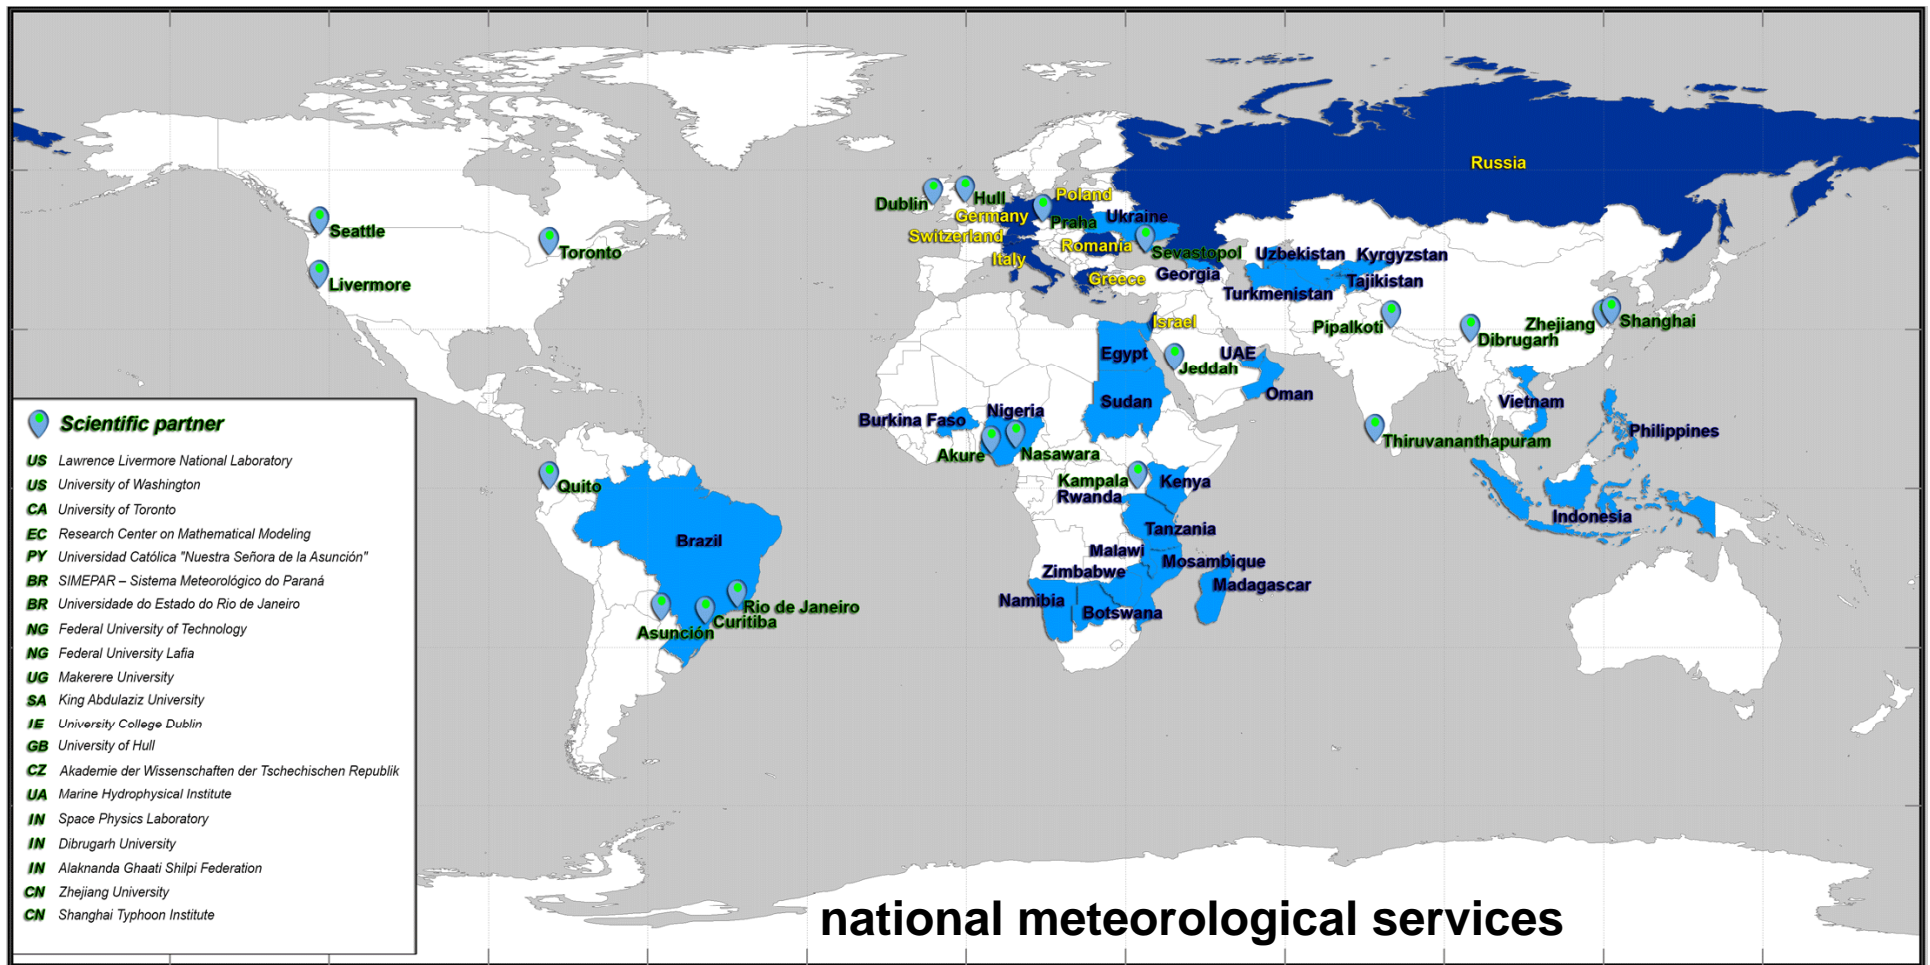 Russia
Dublin
Hull
Poland
Germany
Praha
Ukraine
Seattle
Switzerland
Romania
Toronto
Sevastopol
Uzbekistan
Kyrgyzstan
Italy
Georgia
Greece
Livermore
Turkmenistan
Tajikistan
Israel
Pipalkoti
Zhejiang
Shanghai
Dibrugarh
Egypt
UAE
Jeddah
Oman
Sudan
Vietnam
Burkina Faso
Nigeria
Philippines
Thiruvananthapuram
Akure
Nasawara
Kampala
Kenya
Quito
Rwanda
Indonesia
Tanzania
Brazil
Malawi
Mosambique
Zimbabwe
Madagascar
Namibia
Botswana
Rio de Janeiro
Curitiba
Asunción
Scientific partner
US Lawrence Livermore National Laboratory
US University of Washington
CA University of Toronto
EC Research Center on Mathematical Modeling
PY Universidad Católica "Nuestra Señora de la Asunción"
BR SIMEPAR – Sistema Meteorológico do Paraná
BR Universidade do Estado do Rio de Janeiro
NG Federal University of Technology
NG Federal University Lafia
UG Makerere University
SA King Abdulaziz University
IE University College Dublin
GB University of Hull
CZ Akademie der Wissenschaften der Tschechischen Republik
UA Marine Hydrophysical Institute
IN Space Physics Laboratory
IN Dibrugarh University
IN Alaknanda Ghaati Shilpi Federation
CN Zhejiang University
CN Shanghai Typhoon Institute
national meteorological services